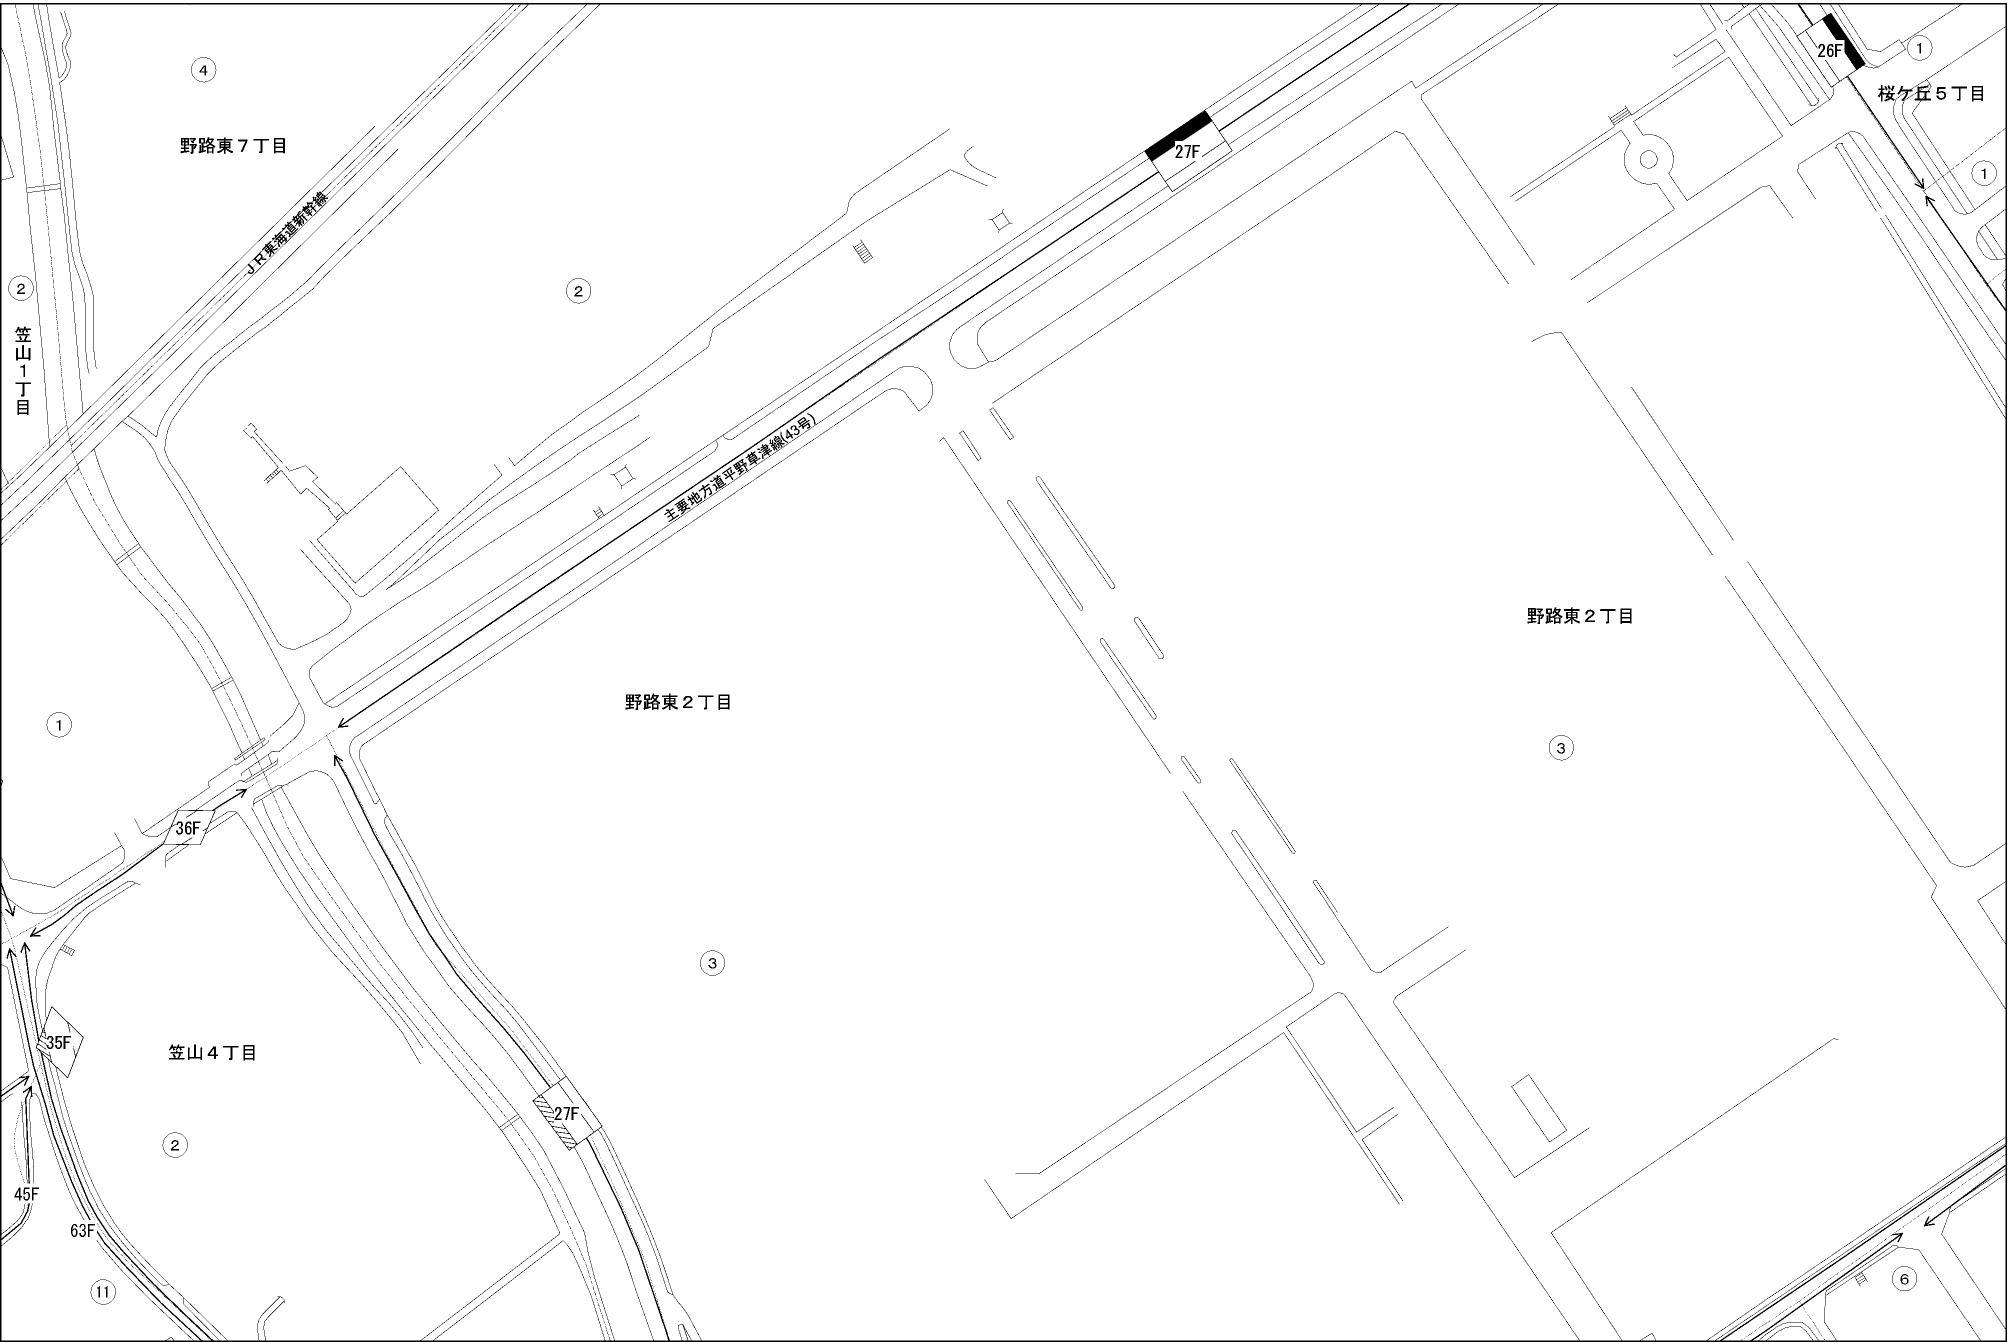 26F
①
④
桜ケ丘５丁目
野路東７丁目
27F
①
ＪＲ東海道新幹線
②
②
笠山１丁目
主要地方道平野草津線(43号)
野路東２丁目
野路東２丁目
①
③
36F
③
35F
笠山４丁目
27F
②
45F
63F
⑥
⑪